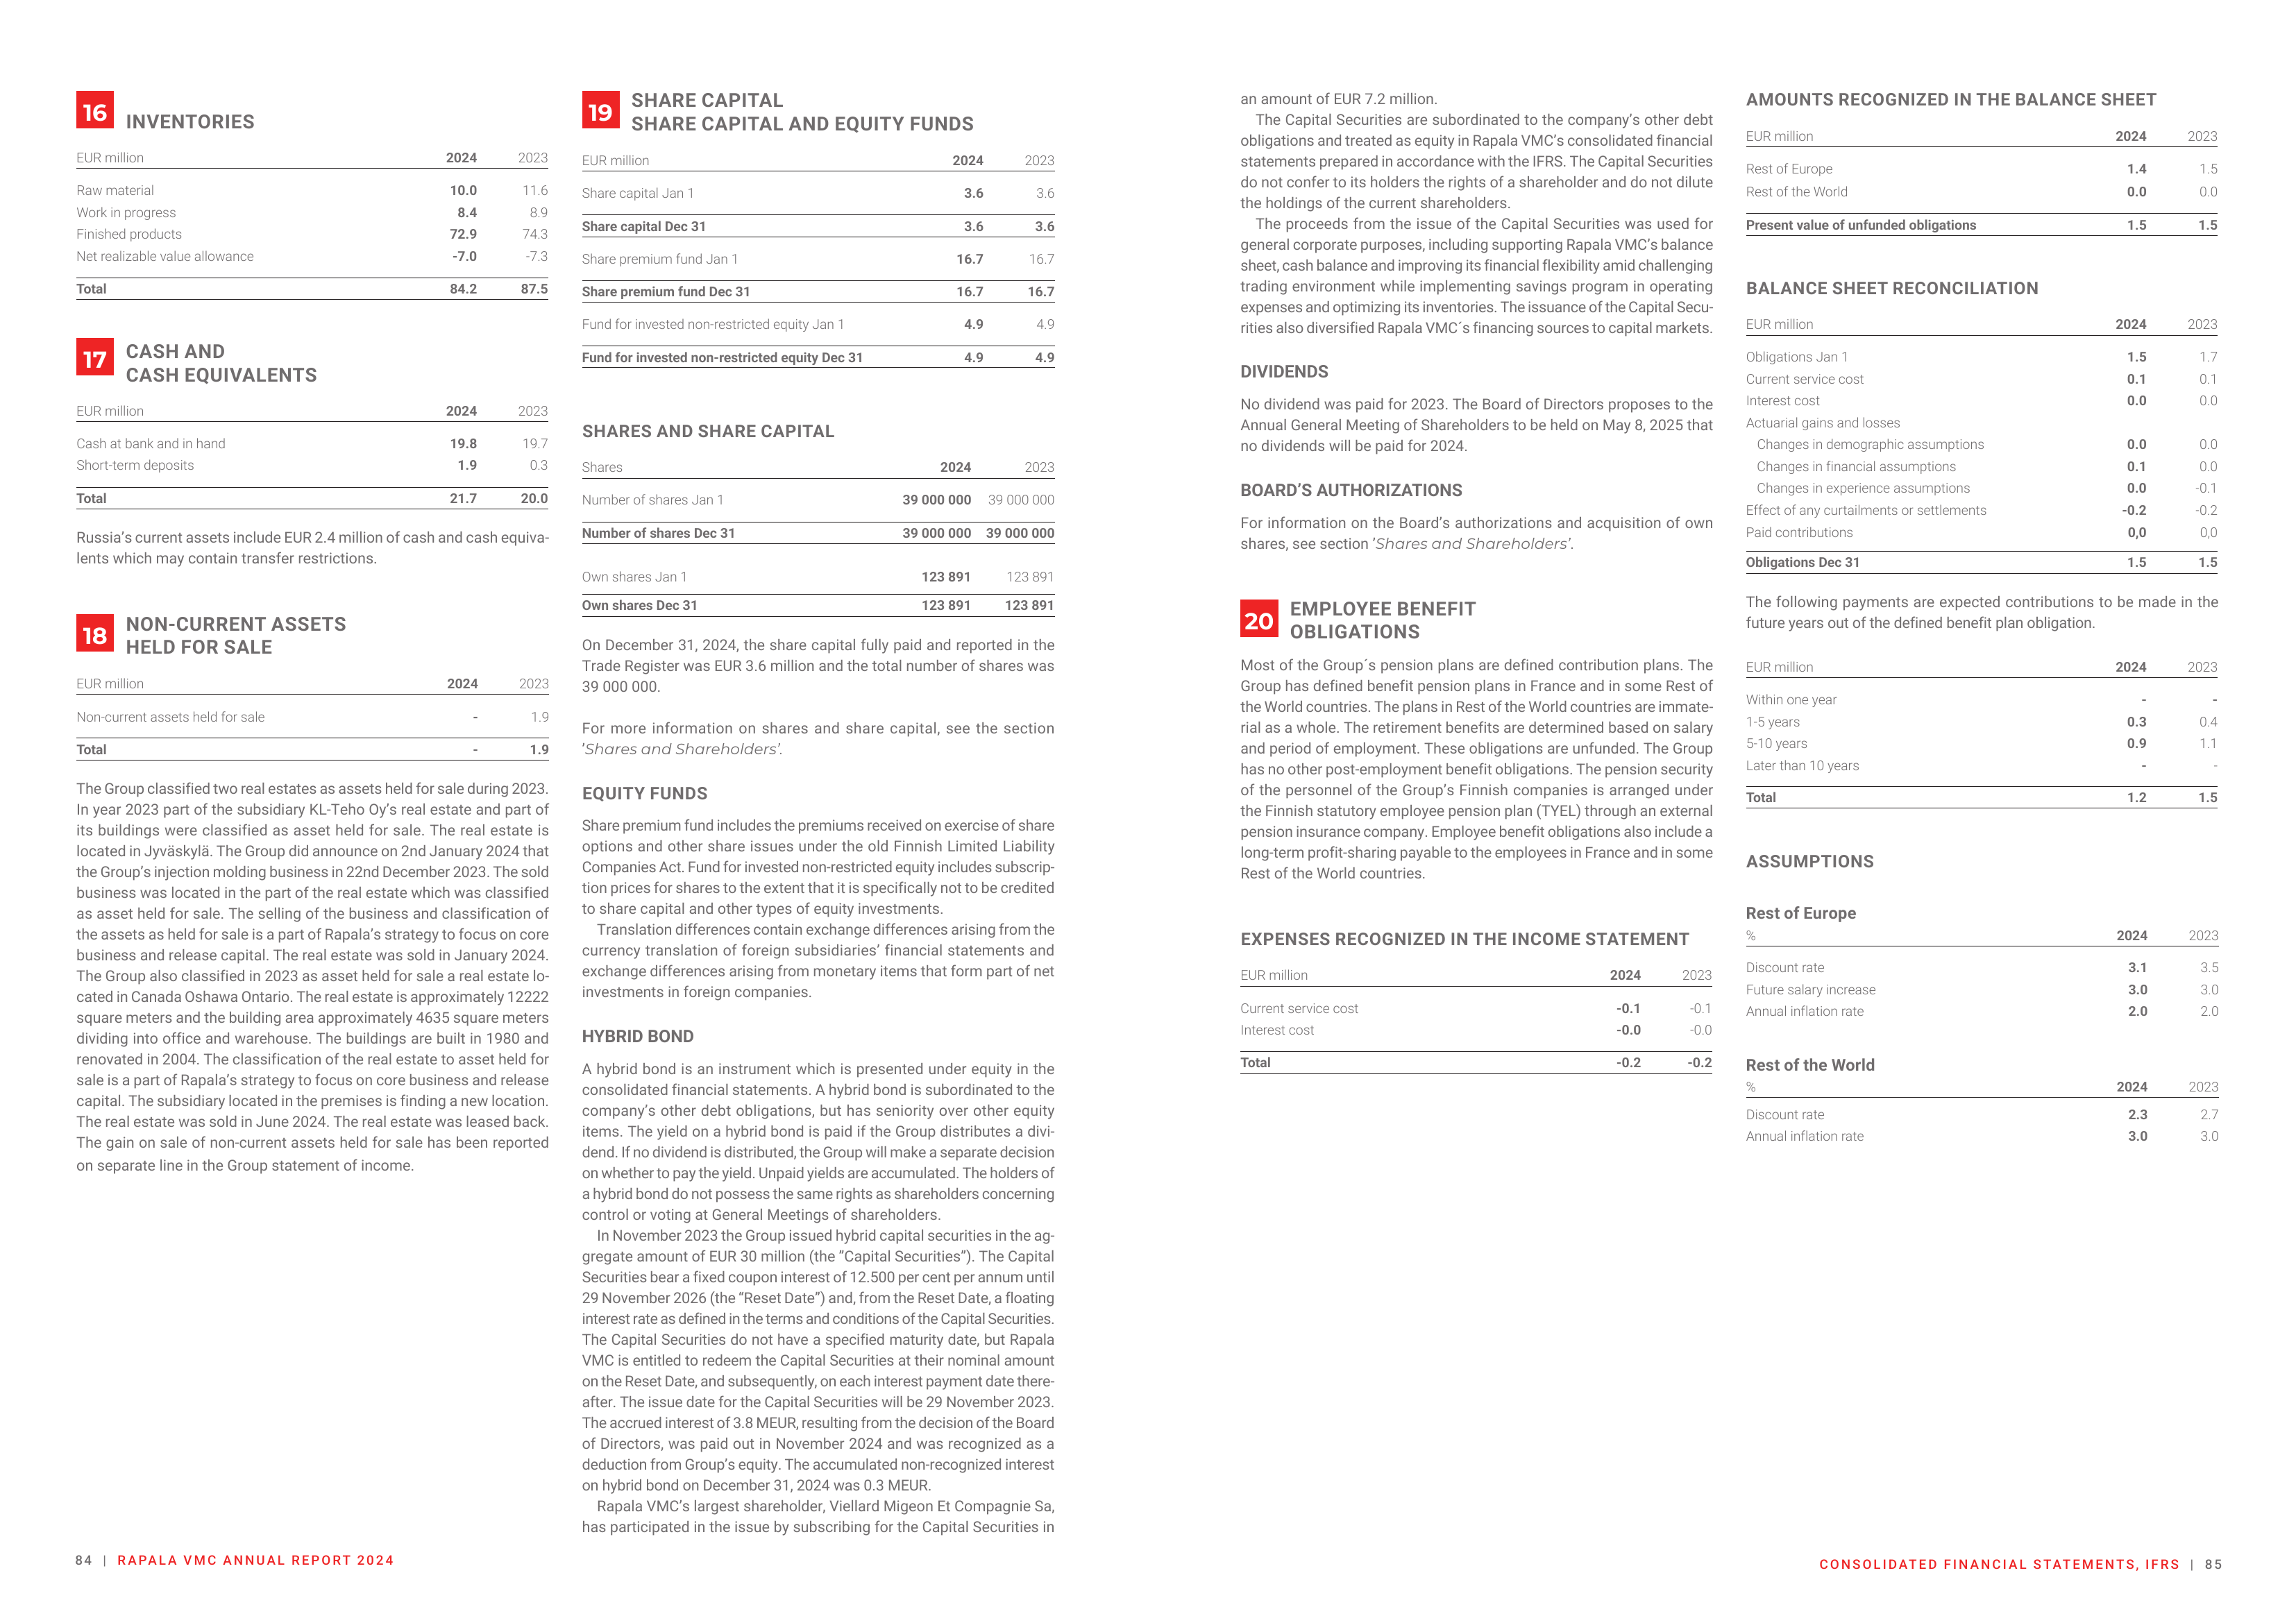 16 INVENTORIES
EUR million 2024 2023
Raw material 10.0 11.6
Work in progress 8.4 8.9
Finished products 72.9 74.3
Net realizable value allowance -7.0 -7.3
Total 84.2 87.5
17 CASH AND
CASH EQUIVALENTS
EUR million 2024 2023
Cash at bank and in hand 19.8 19.7
Short-term deposits 1.9 0.3
Total 21.7 20.0
Russia's current assets include EUR 2.4 million of cash and cash equiva-
lents which may contain transfer restrictions.
18 NON-CURRENT ASSETS
HELD FOR SALE
EUR million 2024 2023
Non-current assets held for sale - 1.9
Total - 1.9
The Group classified two real estates as assets held for sale during 2023.
In year 2023 part of the subsidiary KL-Teho Oy's real estate and part of
its buildings were classified as asset held for sale. The real estate is
located in Jyväskylä. The Group did announce on 2nd January 2024 that
the Group's injection molding business in 22nd December 2023. The sold
business was located in the part of the real estate which was classified
as asset held for sale. The selling of the business and classification of
the assets as held for sale is a part of Rapala's strategy to focus on core
business and release capital. The real estate was sold in January 2024.
The Group also classified in 2023 as asset held for sale a real estate lo-
cated in Canada Oshawa Ontario. The real estate is approximately 12222
square meters and the building area approximately 4635 square meters
dividing into office and warehouse. The buildings are built in 1980 and
renovated in 2004. The classification of the real estate to asset held for
sale is a part of Rapala's strategy to focus on core business and release
capital. The subsidiary located in the premises is finding a new location.
The real estate was sold in June 2024. The real estate was leased back.
The gain on sale of non-current assets held for sale has been reported
on separate line in the Group statement of income.
19 SHARE CAPITAL
SHARE CAPITAL AND EQUITY FUNDS
EUR million 2024 2023
Share capital Jan 1 3.6 3.6
Share capital Dec 31 3.6 3.6
Share premium fund Jan 1 16.7 16.7
Share premium fund Dec 31 16.7 16.7
Fund for invested non-restricted equity Jan 1 4.9 4.9
Fund for invested non-restricted equity Dec 31 4.9 4.9
SHARES AND SHARE CAPITAL
Shares 2024 2023
Number of shares Jan 1 39 000 000 39 000 000
Number of shares Dec 31 39 000 000 39 000 000
Own shares Jan 1 123 891 123 891
Own shares Dec 31 123 891 123 891
On December 31, 2024, the share capital fully paid and reported in the
Trade Register was EUR 3.6 million and the total number of shares was
39 000 000.
For more information on shares and share capital, see the section
'Shares and Shareholders'.
EQUITY FUNDS
Share premium fund includes the premiums received on exercise of share
options and other share issues under the old Finnish Limited Liability
Companies Act. Fund for invested non-restricted equity includes subscrip-
tion prices for shares to the extent that it is specifically not to be credited
to share capital and other types of equity investments.
Translation differences contain exchange differences arising from the
currency translation of foreign subsidiaries' financial statements and
exchange differences arising from monetary items that form part of net
investments in foreign companies.
HYBRID BOND
A hybrid bond is an instrument which is presented under equity in the
consolidated financial statements. A hybrid bond is subordinated to the
company's other debt obligations, but has seniority over other equity
items. The yield on a hybrid bond is paid if the Group distributes a divi-
dend. If no dividend is distributed, the Group will make a separate decision
on whether to pay the yield. Unpaid yields are accumulated. The holders of
a hybrid bond do not possess the same rights as shareholders concerning
control or voting at General Meetings of shareholders.
In November 2023 the Group issued hybrid capital securities in the ag-
gregate amount of EUR 30 million (the "Capital Securities"). The Capital
Securities bear a fixed coupon interest of 12.500 per cent per annum until
29 November 2026 (the "Reset Date") and, from the Reset Date, a floating
interest rate as defined in the terms and conditions of the Capital Securities.
The Capital Securities do not have a specified maturity date, but Rapala
VMC is entitled to redeem the Capital Securities at their nominal amount
on the Reset Date, and subsequently, on each interest payment date there-
after. The issue date for the Capital Securities will be 29 November 2023.
The accrued interest of 3.8 MEUR, resulting from the decision of the Board
of Directors, was paid out in November 2024 and was recognized as a
deduction from Group's equity. The accumulated non-recognized interest
on hybrid bond on December 31, 2024 was 0.3 MEUR.
Rapala VMC's largest shareholder, Viellard Migeon Et Compagnie Sa,
has participated in the issue by subscribing for the Capital Securities in
84 | RAPALA VMC ANNUAL REPORT 2024
an amount of EUR 7.2 million.
The Capital Securities are subordinated to the company's other debt
obligations and treated as equity in Rapala VMC's consolidated financial
statements prepared in accordance with the IFRS. The Capital Securities
do not confer to its holders the rights of a shareholder and do not dilute
the holdings of the current shareholders.
The proceeds from the issue of the Capital Securities was used for
general corporate purposes, including supporting Rapala VMC's balance
sheet, cash balance and improving its financial flexibility amid challenging
trading environment while implementing savings program in operating
expenses and optimizing its inventories. The issuance of the Capital Secu-
rities also diversified Rapala VMC´s financing sources to capital markets.
DIVIDENDS
No dividend was paid for 2023. The Board of Directors proposes to the
Annual General Meeting of Shareholders to be held on May 8, 2025 that
no dividends will be paid for 2024.
BOARD'S AUTHORIZATIONS
For information on the Board's authorizations and acquisition of own
shares, see section 'Shares and Shareholders'.
20 EMPLOYEE BENEFIT
OBLIGATIONS
Most of the Group´s pension plans are defined contribution plans. The
Group has defined benefit pension plans in France and in some Rest of
the World countries. The plans in Rest of the World countries are immate-
rial as a whole. The retirement benefits are determined based on salary
and period of employment. These obligations are unfunded. The Group
has no other post-employment benefit obligations. The pension security
of the personnel of the Group's Finnish companies is arranged under
the Finnish statutory employee pension plan (TYEL) through an external
pension insurance company. Employee benefit obligations also include a
long-term profit-sharing payable to the employees in France and in some
Rest of the World countries.
EXPENSES RECOGNIZED IN THE INCOME STATEMENT
EUR million 2024 2023
Current service cost -0.1 -0.1
Interest cost -0.0 -0.0
Total -0.2 -0.2
AMOUNTS RECOGNIZED IN THE BALANCE SHEET
EUR million 2024 2023
Rest of Europe 1.4 1.5
Rest of the World 0.0 0.0
Present value of unfunded obligations 1.5 1.5
BALANCE SHEET RECONCILIATION
EUR million 2024 2023
Obligations Jan 1 1.5 1.7
Current service cost 0.1 0.1
Interest cost 0.0 0.0
Actuarial gains and losses
Changes in demographic assumptions 0.0 0.0
Changes in financial assumptions 0.1 0.0
Changes in experience assumptions 0.0 -0.1
Effect of any curtailments or settlements -0.2 -0.2
Paid contributions 0,0 0,0
Obligations Dec 31 1.5 1.5
The following payments are expected contributions to be made in the
future years out of the defined benefit plan obligation.
EUR million 2024 2023
Within one year - -
1-5 years 0.3 0.4
5-10 years 0.9 1.1
Later than 10 years - -
Total 1.2 1.5
ASSUMPTIONS
Rest of Europe
% 2024 2023
Discount rate 3.1 3.5
Future salary increase 3.0 3.0
Annual inflation rate 2.0 2.0
Rest of the World
% 2024 2023
Discount rate 2.3 2.7
Annual inflation rate 3.0 3.0
CONSOLIDATED FINANCIAL STATEMENTS, IFRS | 85